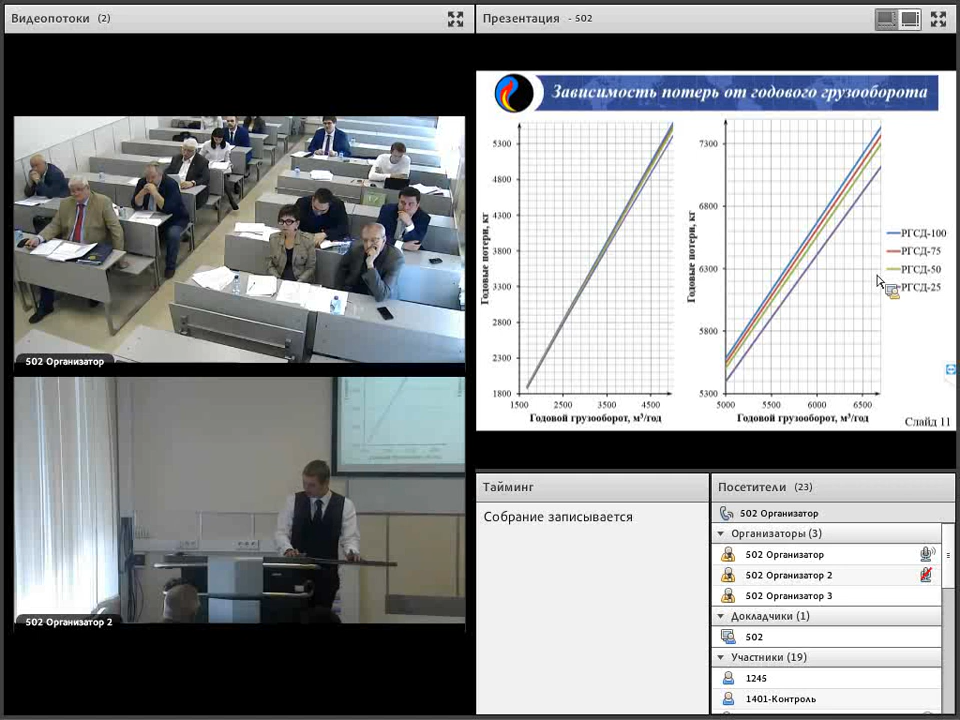 Видеопотоки (2)
502 Организатор
502 Организатор 2
Презентация - 502
Зависимость потерь от годового грузооборота
Годовые потери, кг
5300
4800
4300
3800
3300
2800
2300
1800
1500
2500
3500
4500
Годовой грузооборот, м³/год
Годовые потери, кг
7300
6800
6300
5800
5300
5000
5500
6000
6500
Годовой грузооборот, м³/год
РГСД-100
РГСД-75
РГСД-50
РГСД-25
Слайд 11
Тайминг
Собрание записывается
Посетители (23)
502 Организатор
Организаторы (3)
502 Организатор
502 Организатор 2
502 Организатор 3
Докладчики (1)
502
Участники (19)
1245
1401-Контроль